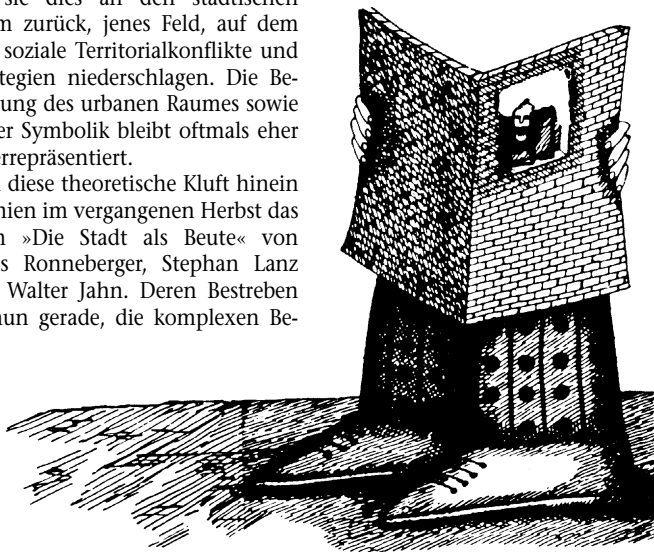 sie dies an den städtischen
m zurück, jenes Feld, auf dem
soziale Territorialkonflikte und
tegien niederschlagen. Die Be-
ung des urbanen Raumes sowie
er Symbolik bleibt oftmals eher
errepräsentiert.
diese theoretische Kluft hinein
nien im vergangenen Herbst das
»Die Stadt als Beute« von
s Ronneberger, Stephan Lanz
Walter Jahn. Deren Bestreben
nun gerade, die komplexen Be-